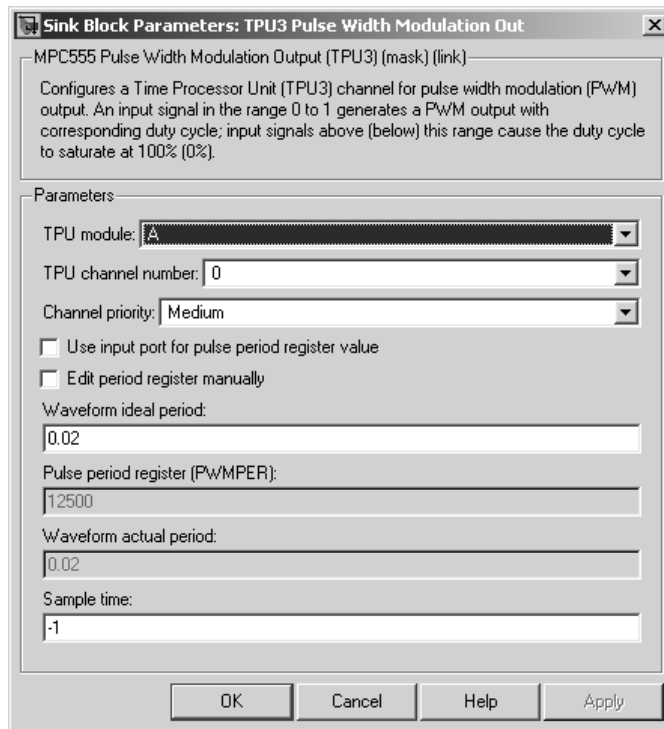 Sink Block Parameters: TPU3 Pulse Width Modulation Out
MPC555 Pulse Width Modulation Output (TPU3) (mask) (link)
Configures a Time Processor Unit (TPU3) channel for pulse width modulation (PWM)
output. An input signal in the range 0 to 1 generates a PWM output with
corresponding duty cycle; input signals above (below) this range cause the duty cycle
to saturate at 100% (0%).
Parameters
TPU module: A
TPU channel number: 0
Channel priority: Medium
Use input port for pulse period register value
Edit period register manually
Waveform ideal period:
0.02
Pulse period register (PWMPER):
12500
Waveform actual period:
0.02
Sample time:
-1
OK Cancel Help Apply